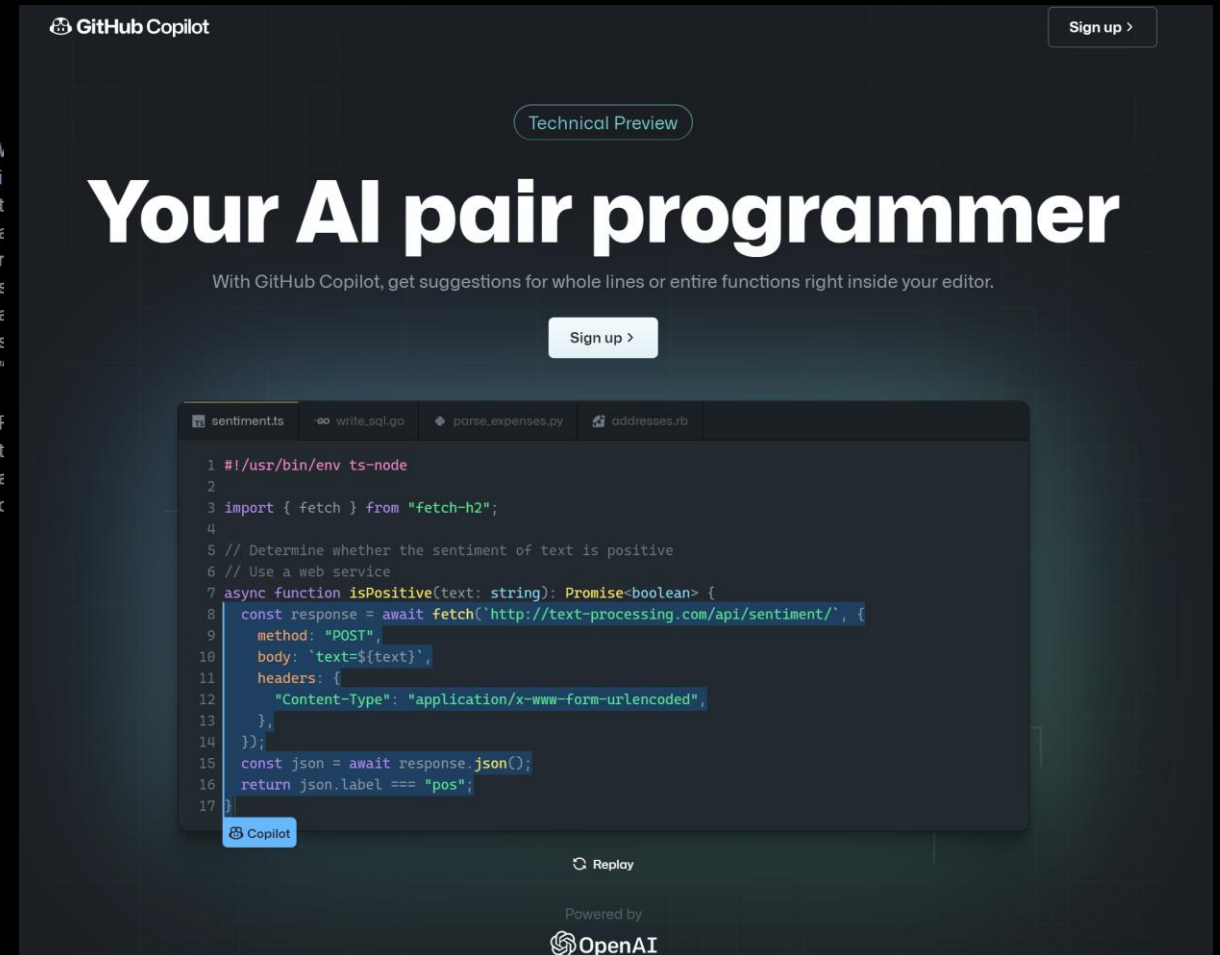 GitHub Copilot
Sign up >
Technical Preview
Your AI pair programmer
With GitHub Copilot, get suggestions for whole lines or entire functions right inside your editor.
Sign up >
TS sentiment.ts GO write_sql.go parse_expenses.py addresses.rb
1 #!/usr/bin/env ts-node
2
3 import { fetch } from "fetch-h2";
4
5 // Determine whether the sentiment of text is positive
6 // Use a web service
7 async function isPositive(text: string): Promise<boolean> {
8   const response = await fetch(`http://text-processing.com/api/sentiment/`, {
9     method: "POST",
10     body: `text=${text}`,
11     headers: {
12       "Content-Type": "application/x-www-form-urlencoded",
13     },
14   });
15   const json = await response.json();
16   return json.label === "pos";
17 }
Copilot
Replay
Powered by
OpenAI